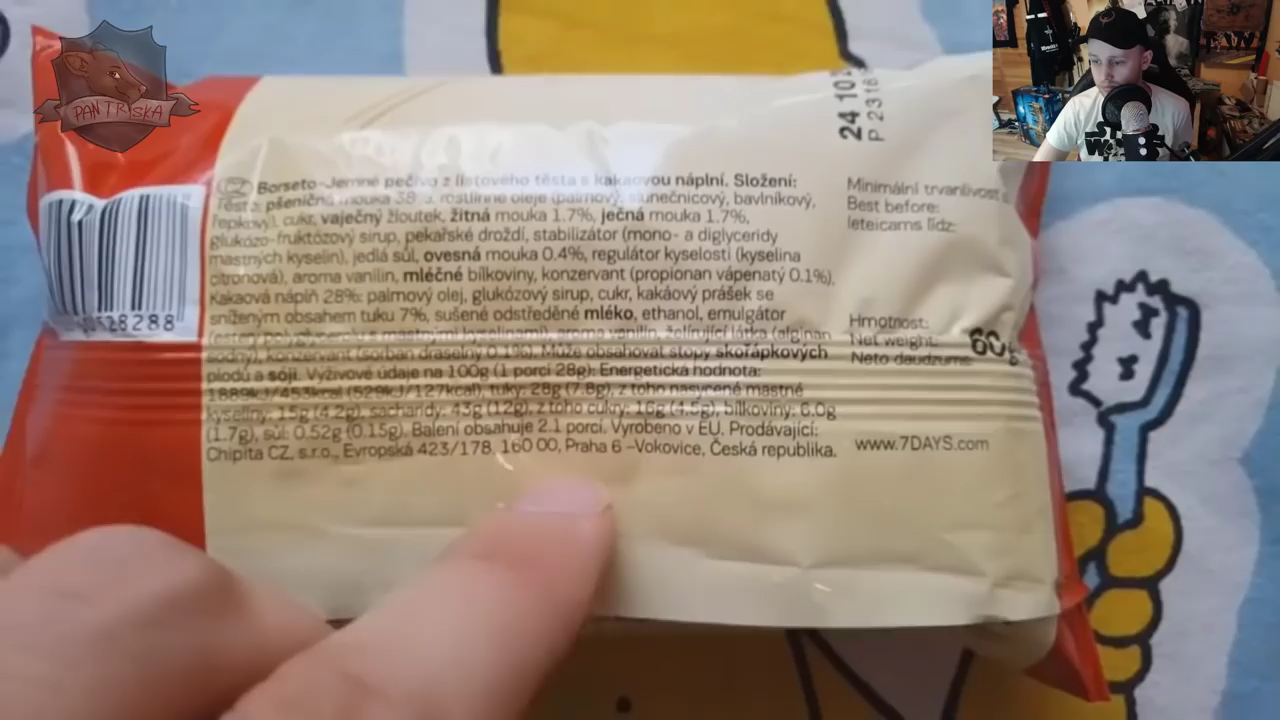 PAN TRYSKA
24 10 2
P 2318
CZ Borseto-Jemné pečivo z listového těsta s kakaovou náplní. Složení:
Těsto: pšeničná mouka 38 %, rostlinné oleje (palmový, slunečnicový, bavlníkový,
řepkový), cukr, vaječný žloutek, žitná mouka 1.7%, ječná mouka 1.7%,
glukózo-fruktózový sirup, pekařské droždí, stabilizátor (mono- a diglyceridy
mastných kyselin), jedlá sůl, ovesná mouka 0.4%, regulátor kyselosti (kyselina
citronová), aroma vanilin, mléčné bílkoviny, konzervant (propionan vápenatý 0.1%),
Kakaová náplň 28%: palmový olej, glukózový sirup, cukr, kakáový prášek se
sníženým obsahem tuku 7%, sušené odstředěné mléko, ethanol, emulgátor
(estery polyglycerolu s mastnými kyselinami), aroma vanilin, želírující látka (alginan
sodný), konzervant (sorban draselný 0.1%). Může obsahovat stopy skořápkových
plodů a sóji. Výživové údaje na 100g (1 porci 28g): Energetická hodnota:
1889kJ/453kcal (529kJ/127kcal), tuky: 28g (7.8g), z toho nasycené mastné
kyseliny: 15g (4.2g), sacharidy: 43g (12g), z toho cukry: 16g (4.5g), bílkoviny: 6.0g
(1.7g), sůl: 0.52g (0.15g). Balení obsahuje 2.1 porcí. Vyrobeno v EU. Prodávající:
Chipita CZ, s.r.o., Evropská 423/178, 160 00, Praha 6 -Vokovice, Česká republika.
Minimální trvanlivost
Best before:
Ieteicams līdz:
Hmotnost:
Net weight:
Neto daudzums:
60g
www.7DAYS.com
28288